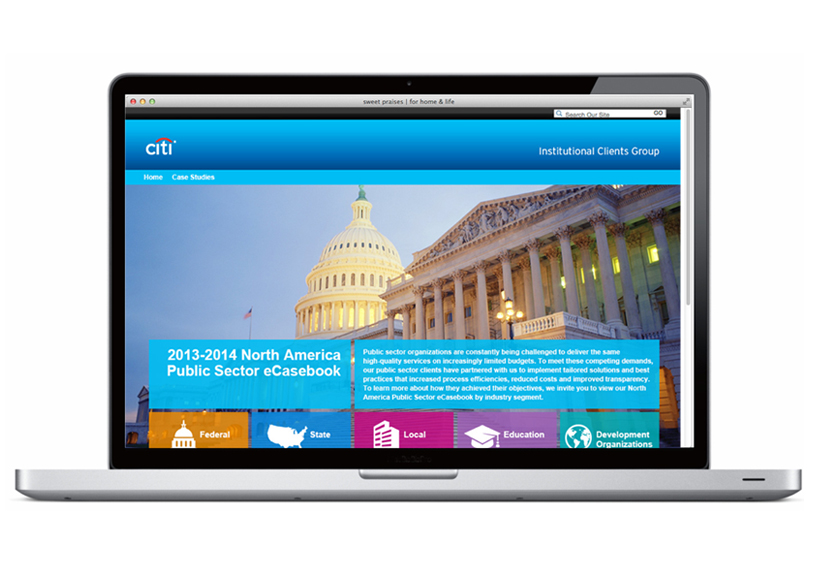 sweet praises | for home & life
Search Our Site
GO
citi
Institutional Clients Group
Home Case Studies
2013-2014 North America
Public Sector eCasebook
Public sector organizations are constantly being challenged to deliver the same
high-quality services on increasingly limited budgets. To meet these competing demands,
our public sector clients have partnered with us to implement tailored solutions and best
practices that increased process efficiencies, reduced costs and improved transparency.
To learn more about how they achieved their objectives, we invite you to view our North
America Public Sector eCasebook by industry segment.
Federal
State
Local
Education
Development
Organizations